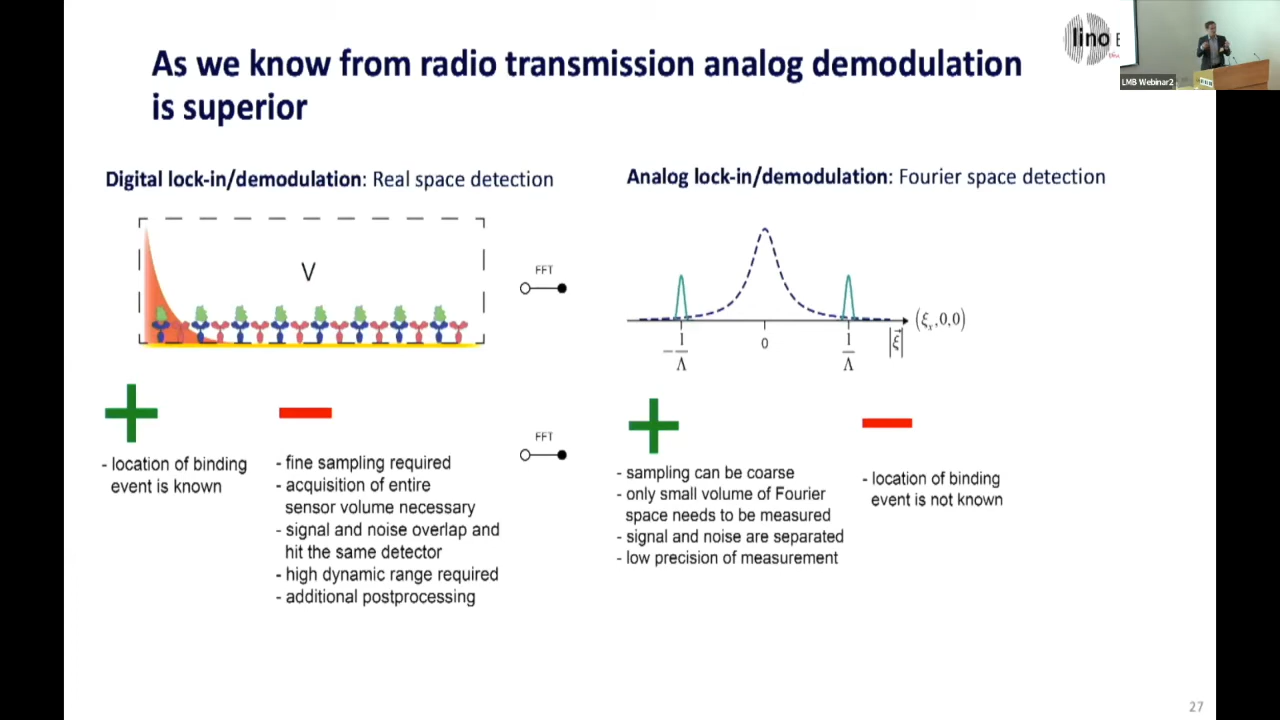 As we know from radio transmission analog demodulation
is superior
lino
LMB Webinar2
Digital lock-in/demodulation: Real space detection
V
FFT
Analog lock-in/demodulation: Fourier space detection
(ξx,0,0)
|ξ⃗|
-1/Λ
0
1/Λ
- location of binding
event is known
- fine sampling required
- acquisition of entire
sensor volume necessary
- signal and noise overlap and
hit the same detector
- high dynamic range required
- additional postprocessing
FFT
- sampling can be coarse
- only small volume of Fourier
space needs to be measured
- signal and noise are separated
- low precision of measurement
- location of binding
event is not known
27